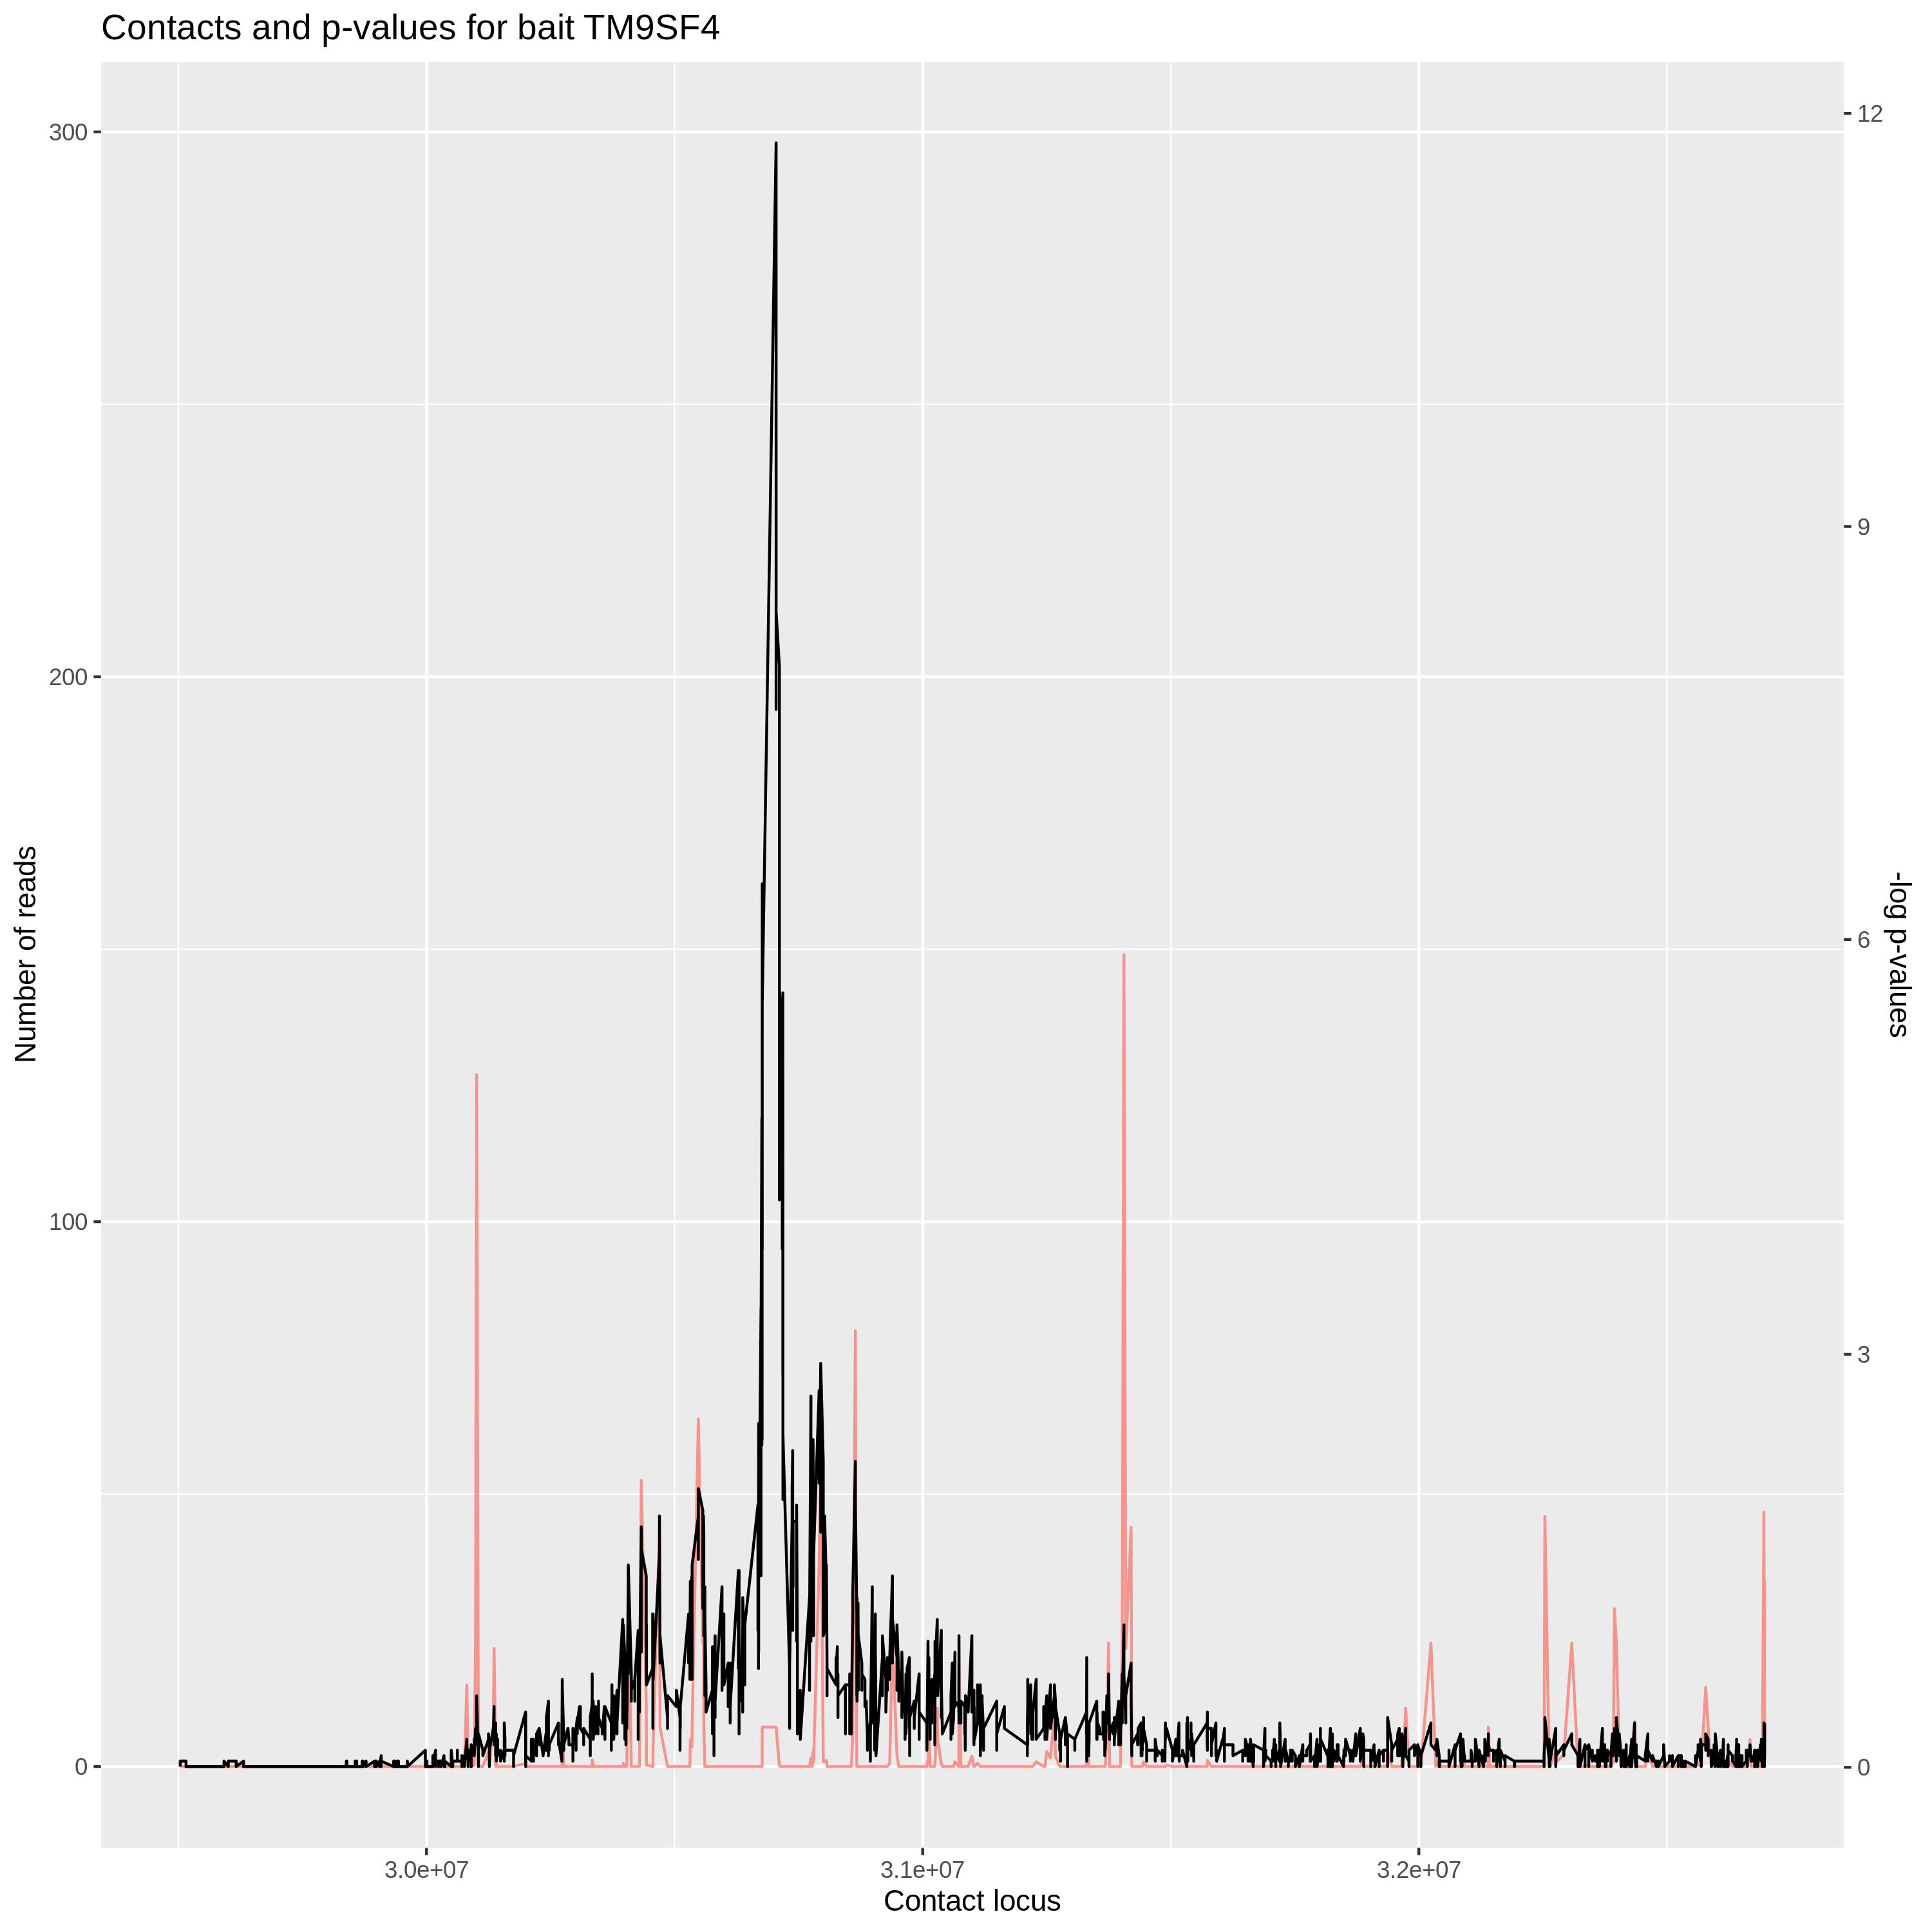 Contacts and p-values for bait TM9SF4
300
200
100
0
Number of reads
12
9
6
3
0
-log p-values
3.0e+07
3.1e+07
3.2e+07
Contact locus